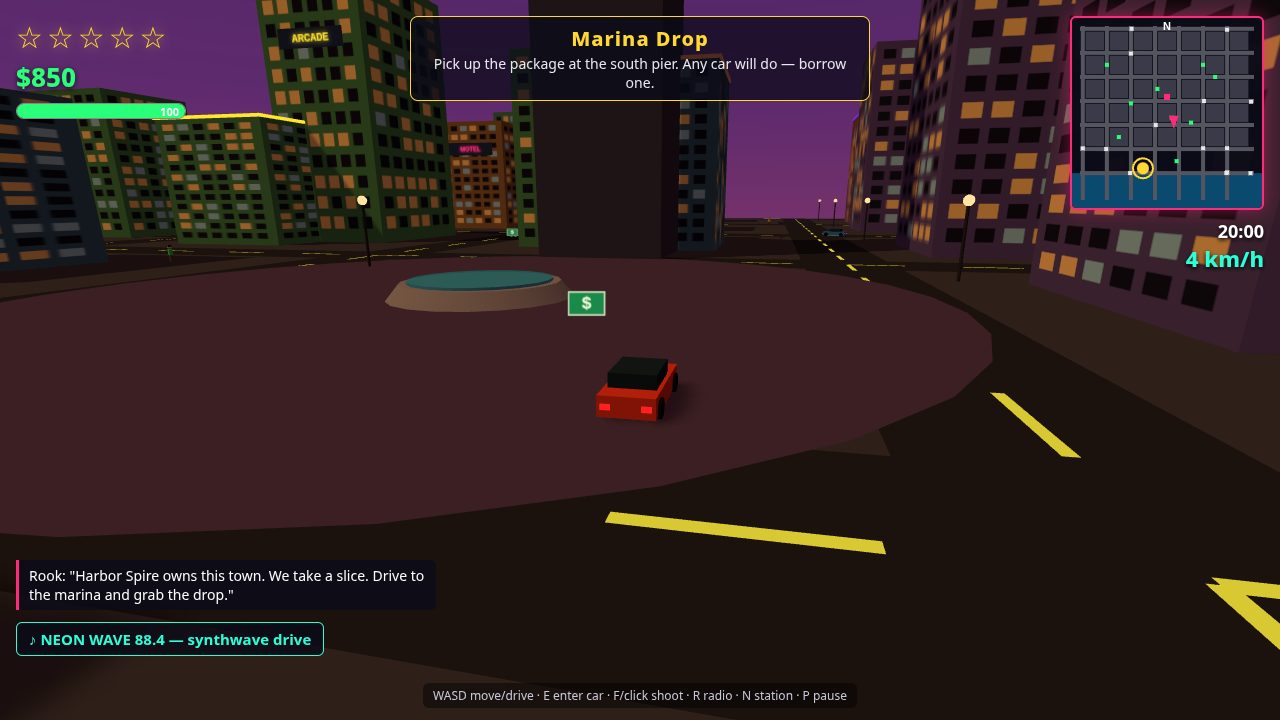 ☆☆☆☆☆
$850
100
Marina Drop
Pick up the package at the south pier. Any car will do — borrow
one.
N
20:00
4 km/h
ARCADE
MOTEL
$
$
Rook: "Harbor Spire owns this town. We take a slice. Drive to
the marina and grab the drop."
♪ NEON WAVE 88.4 — synthwave drive
WASD move/drive · E enter car · F/click shoot · R radio · N station · P pause